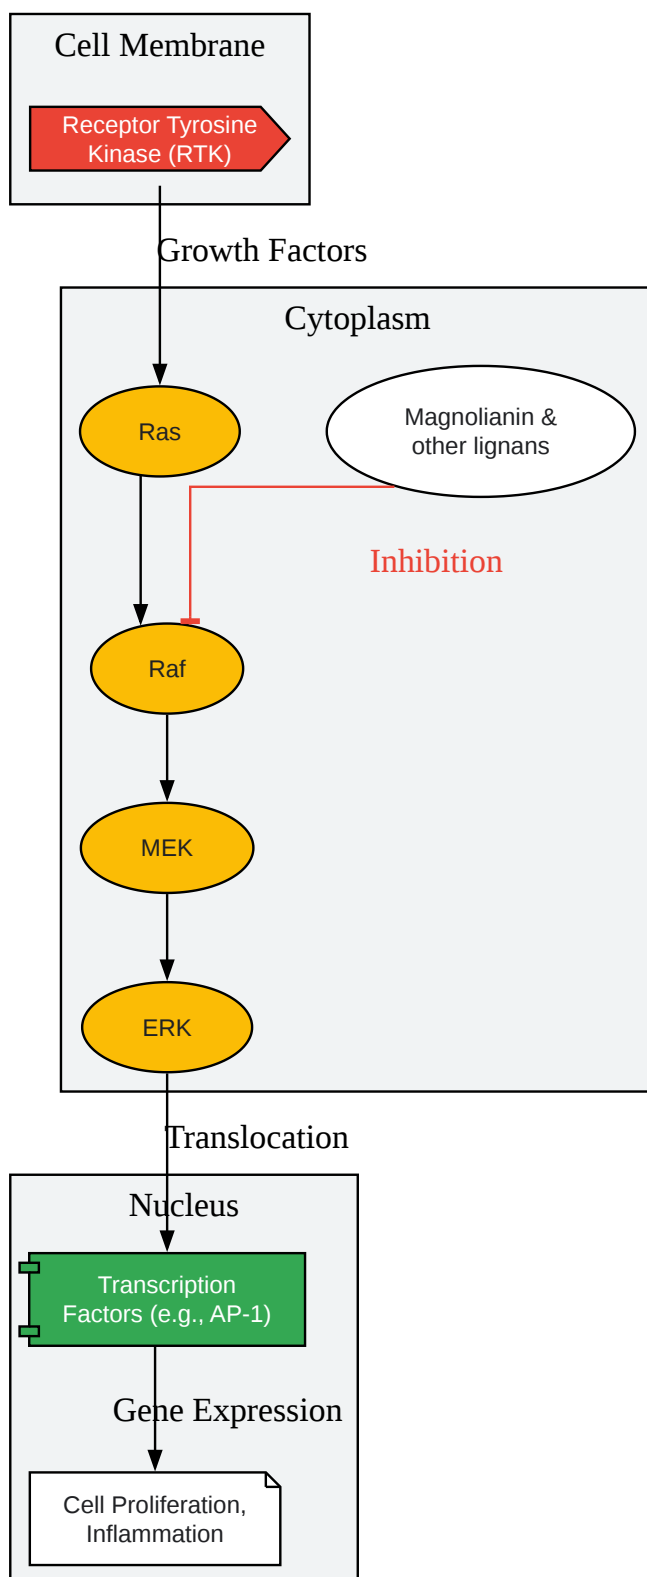 Cell Membrane
Receptor Tyrosine
Kinase (RTK)
Growth Factors
Cytoplasm
Ras
Magnolianin &
other lignans
Inhibition
Raf
MEK
ERK
Translocation
Nucleus
Transcription
Factors (e.g., AP-1)
Gene Expression
Cell Proliferation,
Inflammation